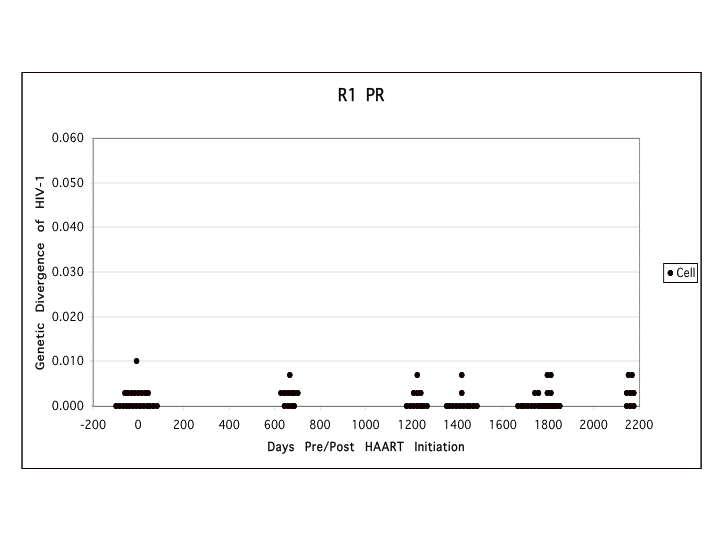 R1 PR
0.060
0.050
0.040
0.030
0.020
0.010
0.000
Genetic Divergence of HIV-1
Cell
-200 0 200 400 600 800 1000 1200 1400 1600 1800 2000 2200
Days Pre/Post HAART Initiation